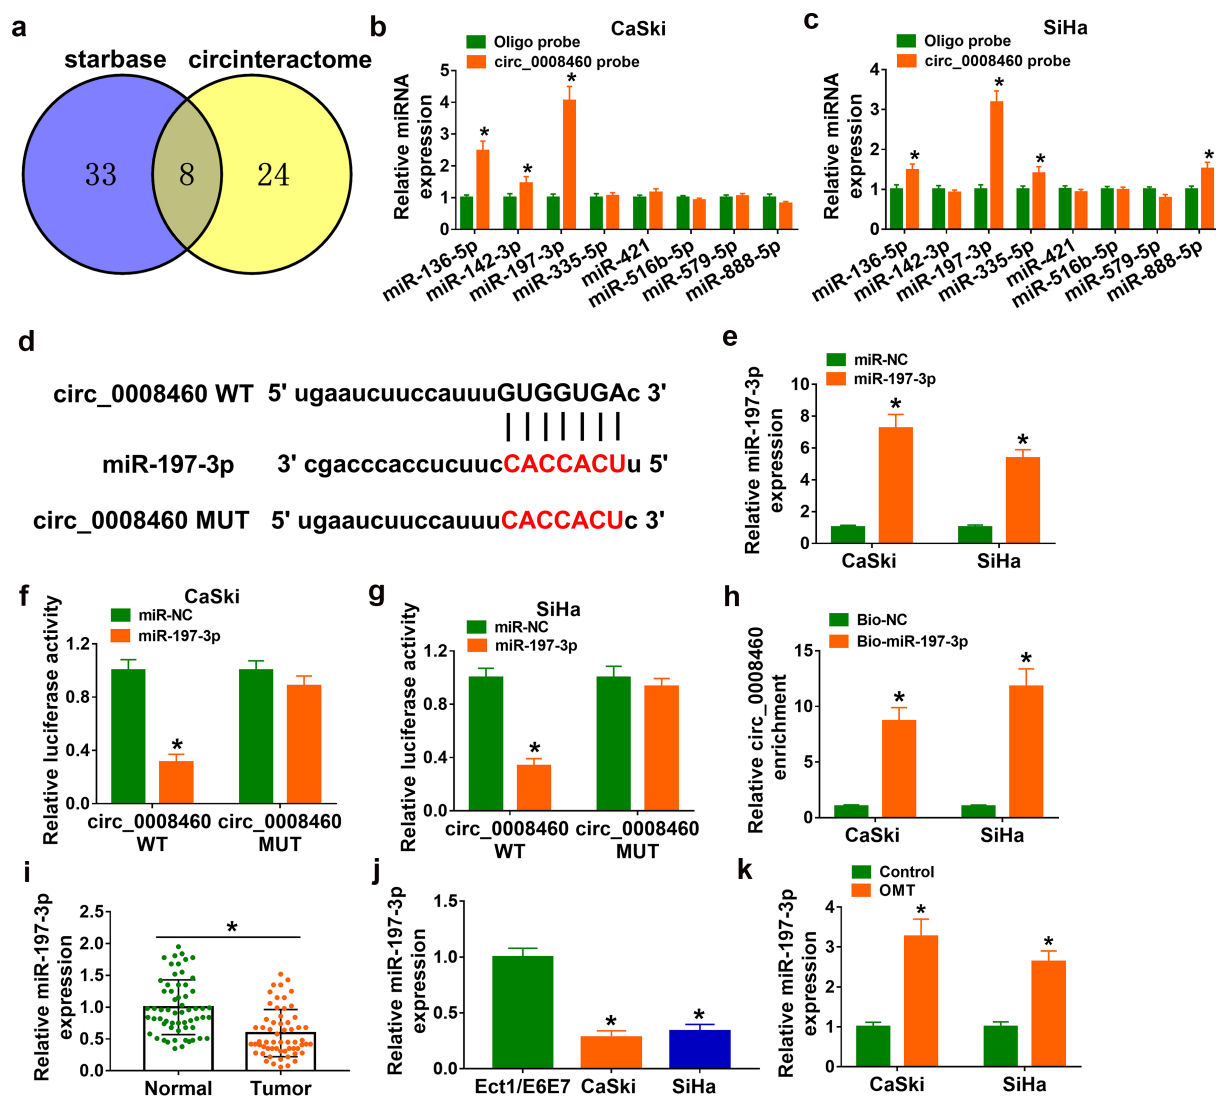 a
starbase
circinteractome
33
8
24
b
CaSki
Oligo probe
circ_0008460 probe
Relative miRNA
expression
5
4
3
2
1
0
*
*
*
miR-136-5p
miR-142-3p
miR-197-3p
miR-335-5p
miR-421
miR-516b-5p
miR-579-5p
miR-888-5p
c
SiHa
Oligo probe
circ_0008460 probe
Relative miRNA
expression
4
3
2
1
0
*
*
*
*
miR-136-5p
miR-142-3p
miR-197-3p
miR-335-5p
miR-421
miR-516b-5p
miR-579-5p
miR-888-5p
d
circ_0008460 WT 5' ugaaucuuccauuuGUGGUGAc 3'
miR-197-3p 3' cgacccaccucuucCACCACUu 5'
circ_0008460 MUT 5' ugaaucuuccauuuCACCACUc 3'
e
miR-NC
miR-197-3p
Relative miR-197-3p
expression
10
8
6
4
2
0
*
*
CaSki
SiHa
f
CaSki
miR-NC
miR-197-3p
Relative luciferase activity
1.2
0.8
0.4
0.0
*
circ_0008460
WT
circ_0008460
MUT
g
SiHa
miR-NC
miR-197-3p
Relative luciferase activity
1.2
0.8
0.4
0.0
*
circ_0008460
WT
circ_0008460
MUT
h
Bio-NC
Bio-miR-197-3p
Relative circ_0008460
enrichment
15
10
5
0
*
*
CaSki
SiHa
i
Relative miR-197-3p
expression
2.5
2.0
1.5
1.0
0.5
0.0
*
Normal
Tumor
j
Relative miR-197-3p
expression
1.5
1.0
0.5
0.0
*
*
Ect1/E6E7
CaSki
SiHa
k
Control
OMT
Relative miR-197-3p
expression
4
3
2
1
0
*
*
CaSki
SiHa